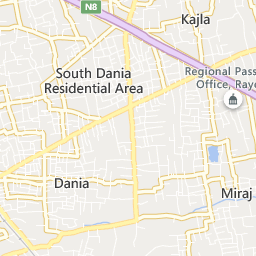 N8
Kajla
South Dania
Residential Area
Regional Pass
Office, Raye
Dania
Miraj